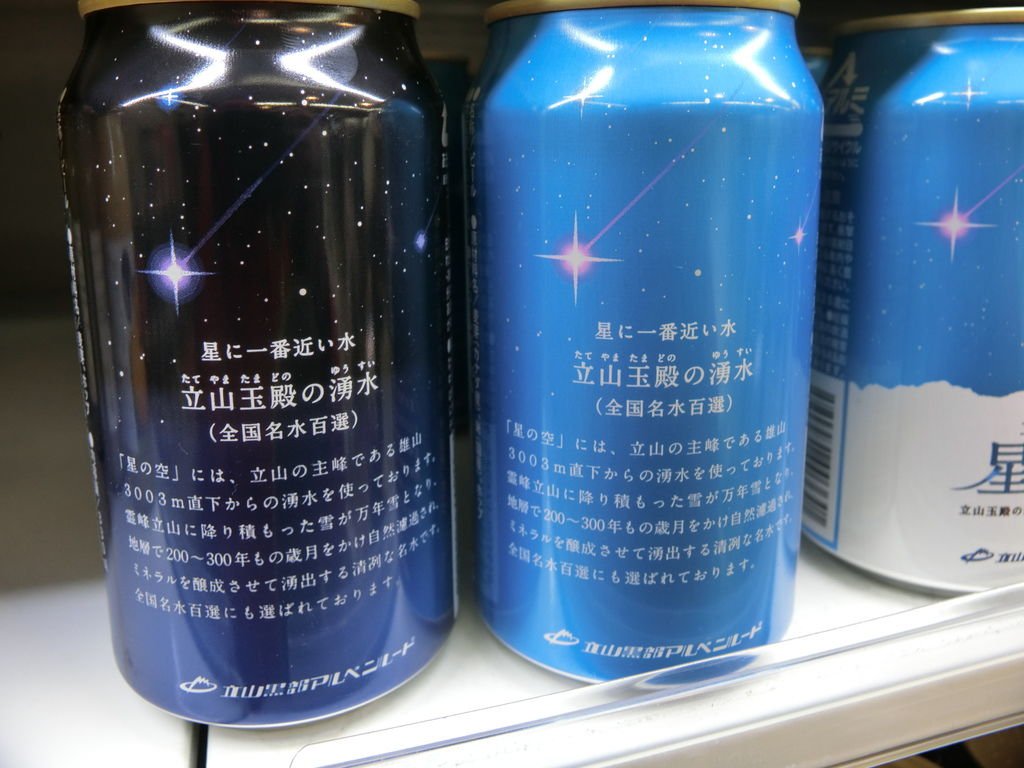 星に一番近い水
たてやまたまどの ゆうすい
立山玉殿の湧水
(全国名水百選)
「星の空」には、立山の主峰である雄山
3003m直下からの湧水を使っております。
霊峰立山に降り積もった雪が万年雪となり、
地層で200〜300年もの歳月をかけ自然濾過され、
ミネラルを醸成させて湧出する清冽な名水です。
全国名水百選にも選ばれております。
立山黒部アルペンルート
星に一番近い水
たてやまたまどの ゆうすい
立山玉殿の湧水
(全国名水百選)
「星の空」には、立山の主峰である雄山
3003m直下からの湧水を使っております。
霊峰立山に降り積もった雪が万年雪となり、
地層で200〜300年もの歳月をかけ自然濾過され、
ミネラルを醸成させて湧出する清冽な名水です。
全国名水百選にも選ばれております。
立山黒部アルペンルート
星
立山玉殿の
立山